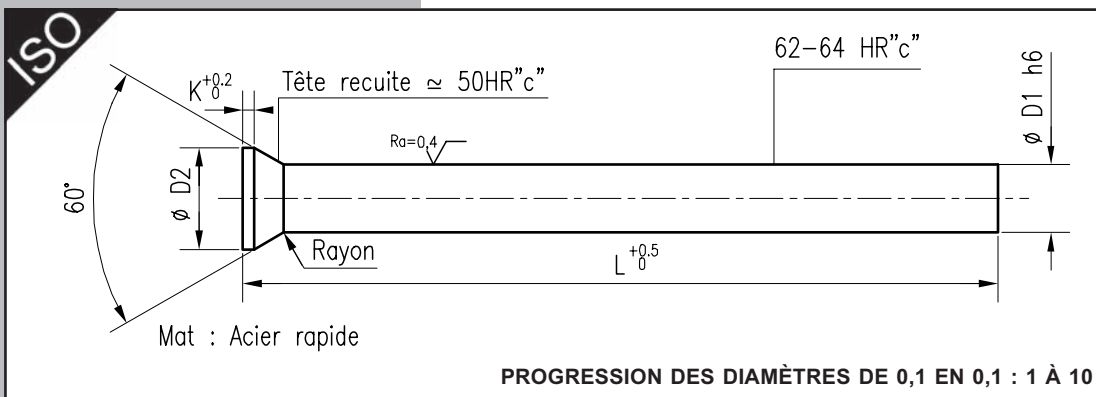 ISO
62–64 HR”c”
K +0.2 0
Tête recuite ≃ 50HR”c”
ø D1 h6
Ra=0,4
60°
ø D2
Rayon
L +0.5 0
Mat : Acier rapide
PROGRESSION DES DIAMÈTRES DE 0,1 EN 0,1 : 1 À 10